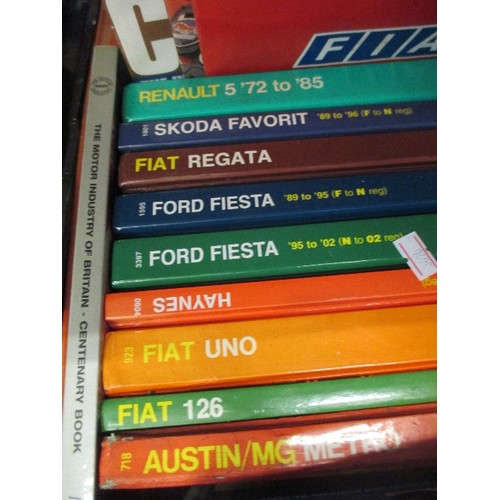 C
FIA
RENAULT 5 '72 to '85
1801 SKODA FAVORIT '89 to '96 (F to N reg)
FIAT REGATA
1595 FORD FIESTA '89 to '95 (F to N reg)
3397 FORD FIESTA '95 to '02 (N to 02 reg)
HAYNES
923 FIAT UNO
FIAT 126
718 AUSTIN/MG METRO
THE MOTOR INDUSTRY OF BRITAIN - CENTENARY BOOK